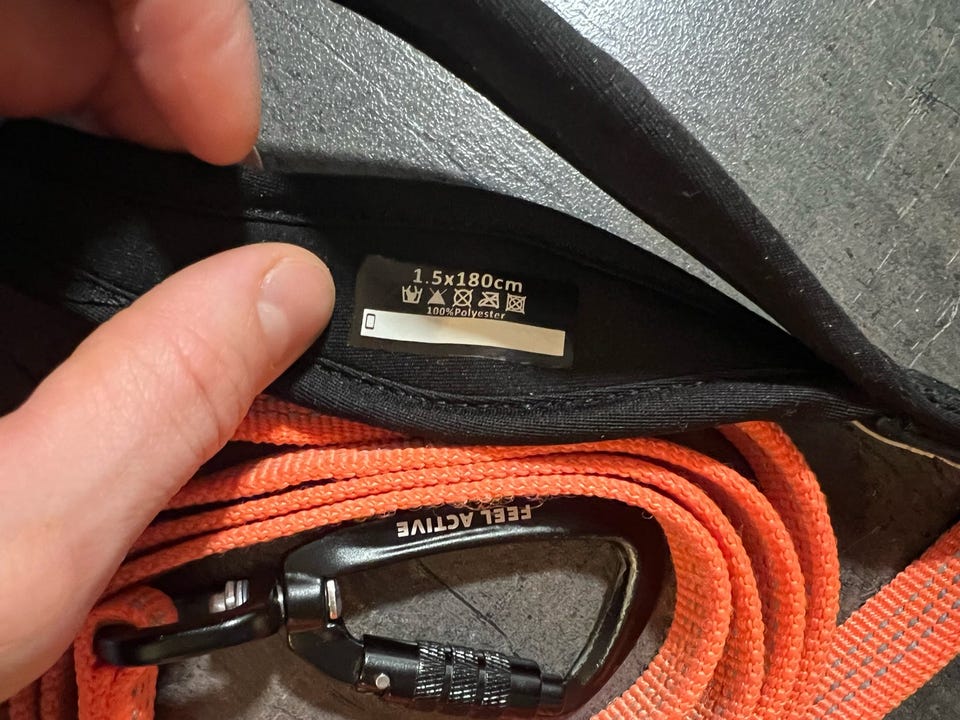 1.5x180cm
100%Polyester
FEEL ACTIVE